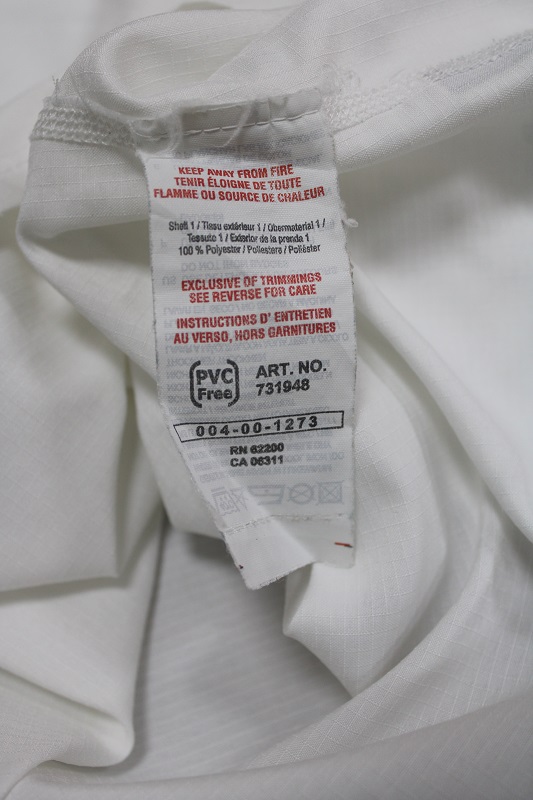 KEEP AWAY FROM FIRE
TENIR ÉLOIGNE DE TOUTE
FLAMME OU SOURCE DE CHALEUR
Shell 1 / Tissu extérieur 1 / Obermaterial 1 /
Tessuto 1 / Exterior de la prenda 1
100 % Polyester / Poliestere / Poliéster
EXCLUSIVE OF TRIMMINGS
SEE REVERSE FOR CARE
INSTRUCTIONS D' ENTRETIEN
AU VERSO, HORS GARNITURES
PVC Free
ART. NO.
731948
004-00-1273
RN 62200
CA 06311